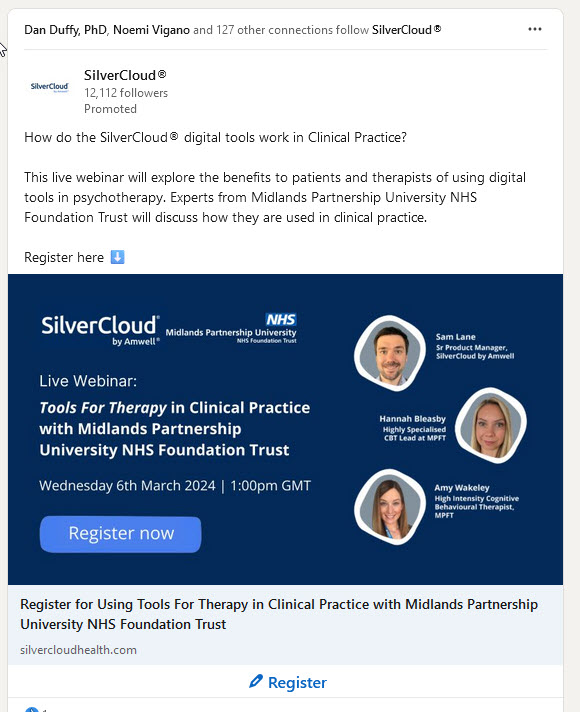 Dan Duffy, PhD, Noemi Vigano and 127 other connections follow SilverCloud®
SilverCloud
by Amwell
SilverCloud®
12,112 followers
Promoted
How do the SilverCloud® digital tools work in Clinical Practice?
This live webinar will explore the benefits to patients and therapists of using digital
tools in psychotherapy. Experts from Midlands Partnership University NHS
Foundation Trust will discuss how they are used in clinical practice.
Register here ⬇️
SilverCloud®
by Amwell®
NHS
Midlands Partnership University
NHS Foundation Trust
Live Webinar:
Tools For Therapy in Clinical Practice
with Midlands Partnership
University NHS Foundation Trust
Wednesday 6th March 2024 | 1:00pm GMT
Register now
Sam Lane
Sr Product Manager,
SilverCloud by Amwell
Hannah Bleasby
Highly Specialised
CBT Lead at MPFT
Amy Wakeley
High Intensity Cognitive
Behavioural Therapist,
MPFT
Register for Using Tools For Therapy in Clinical Practice with Midlands Partnership
University NHS Foundation Trust
silvercloudhealth.com
Register